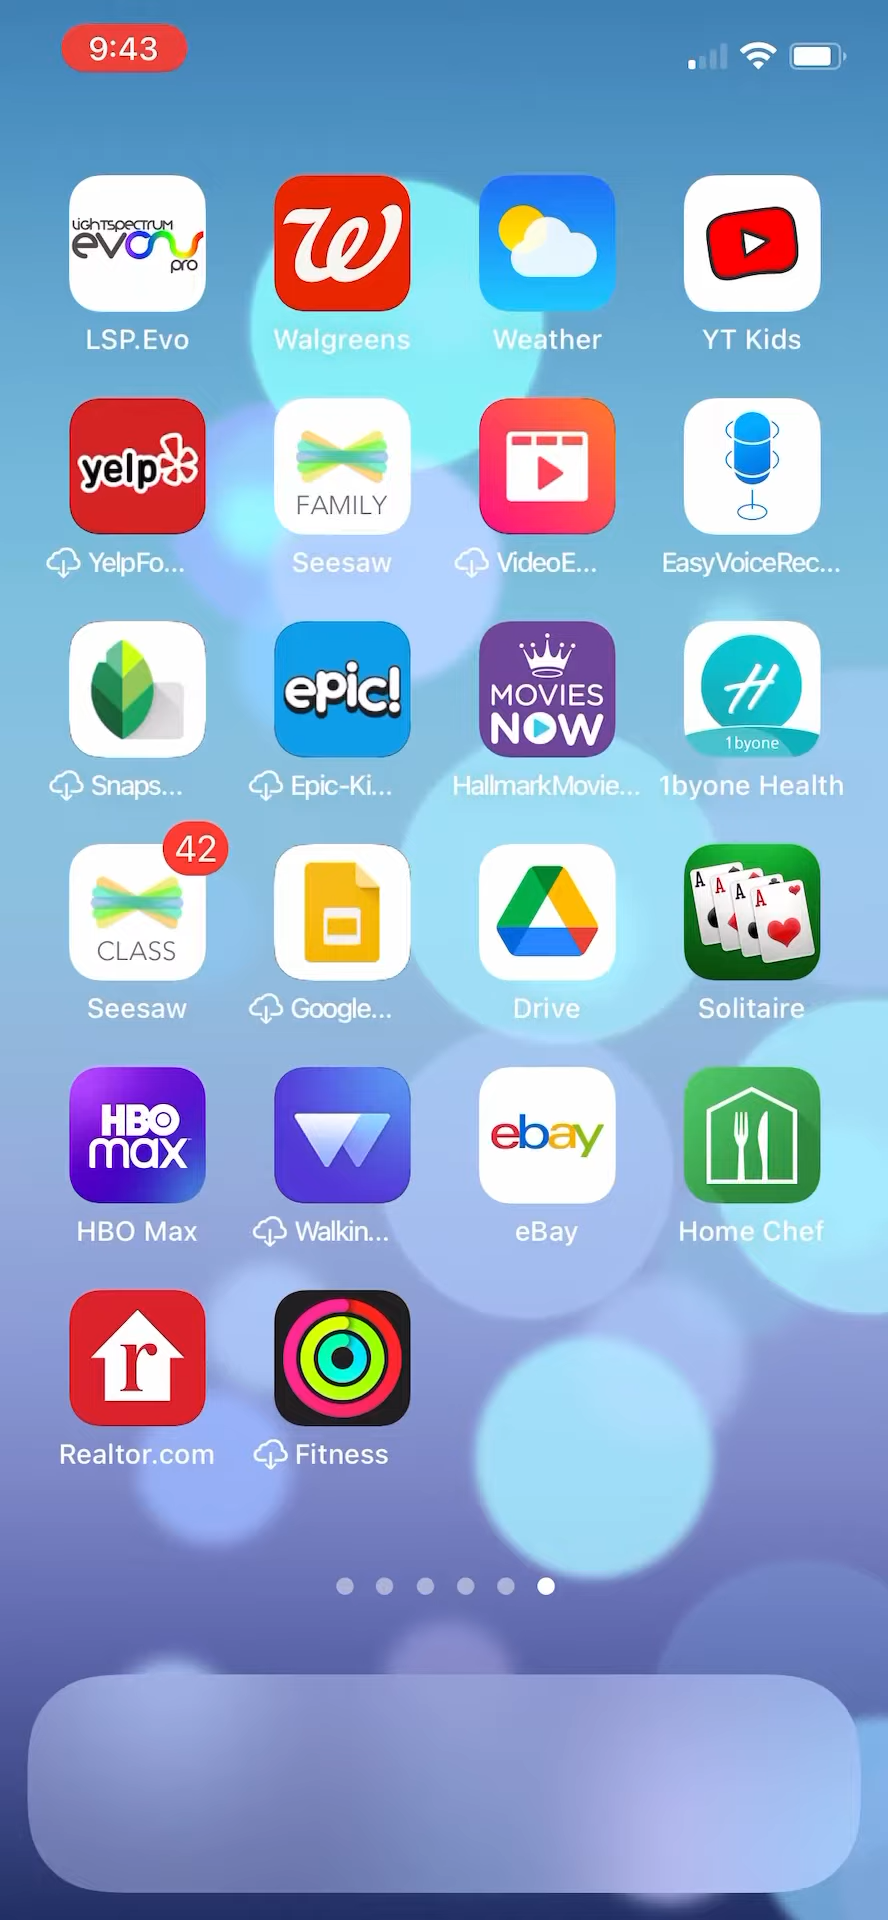 9:43
LIGHTSPECTRUM
evo
pro
LSP.Evo
Walgreens
Weather
YT Kids
yelp
FAMILY
YelpFo...
Seesaw
VideoE...
EasyVoiceRec...
epic!
MOVIES
NOW
H
1byone
Snaps...
Epic-Ki...
HallmarkMovie...
1byone Health
42
CLASS
A A A A
Seesaw
Google...
Drive
Solitaire
HBO
max
W
ebay
HBO Max
Walkin...
eBay
Home Chef
r
Realtor.com
Fitness